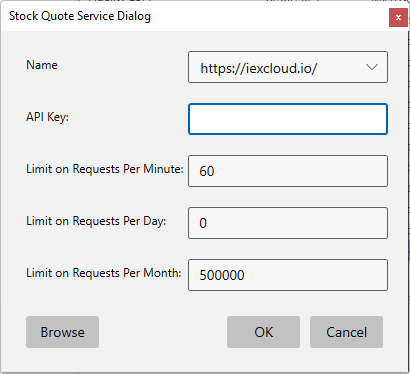 Stock Quote Service Dialog
Name
https://iexcloud.io/
API Key:
Limit on Requests Per Minute:
60
Limit on Requests Per Day:
0
Limit on Requests Per Month:
500000
Browse
OK
Cancel